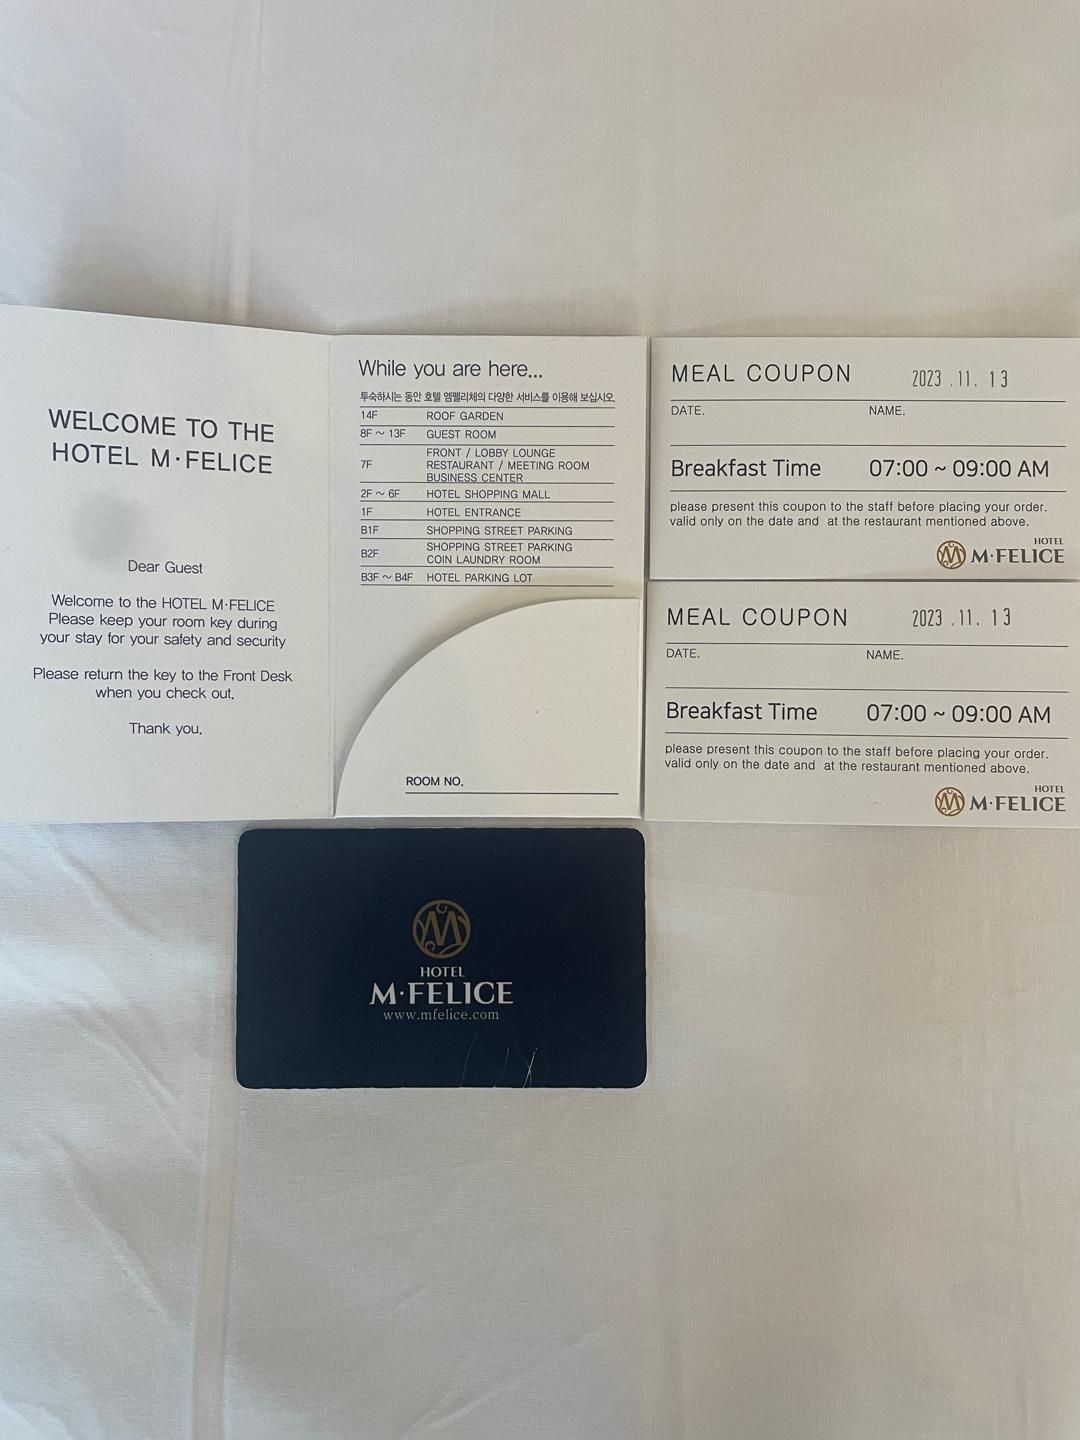 WELCOME TO THE
HOTEL M·FELICE
Dear Guest
Welcome to the HOTEL M·FELICE
Please keep your room key during
your stay for your safety and security
Please return the key to the Front Desk
when you check out.
Thank you.
While you are here...
투숙하시는 동안 호텔 엠펠리체의 다양한 서비스를 이용해 보십시오.
14F ROOF GARDEN
8F ~ 13F GUEST ROOM
7F FRONT / LOBBY LOUNGE
RESTAURANT / MEETING ROOM
BUSINESS CENTER
2F ~ 6F HOTEL SHOPPING MALL
1F HOTEL ENTRANCE
B1F SHOPPING STREET PARKING
B2F SHOPPING STREET PARKING
COIN LAUNDRY ROOM
B3F ~ B4F HOTEL PARKING LOT
ROOM NO.
MEAL COUPON 2023 .11. 13
DATE. NAME.
Breakfast Time 07:00 ~ 09:00 AM
please present this coupon to the staff before placing your order.
valid only on the date and at the restaurant mentioned above.
HOTEL
M·FELICE
MEAL COUPON 2023 .11. 13
DATE. NAME.
Breakfast Time 07:00 ~ 09:00 AM
please present this coupon to the staff before placing your order.
valid only on the date and at the restaurant mentioned above.
HOTEL
M·FELICE
HOTEL
M·FELICE
www.mfelice.com